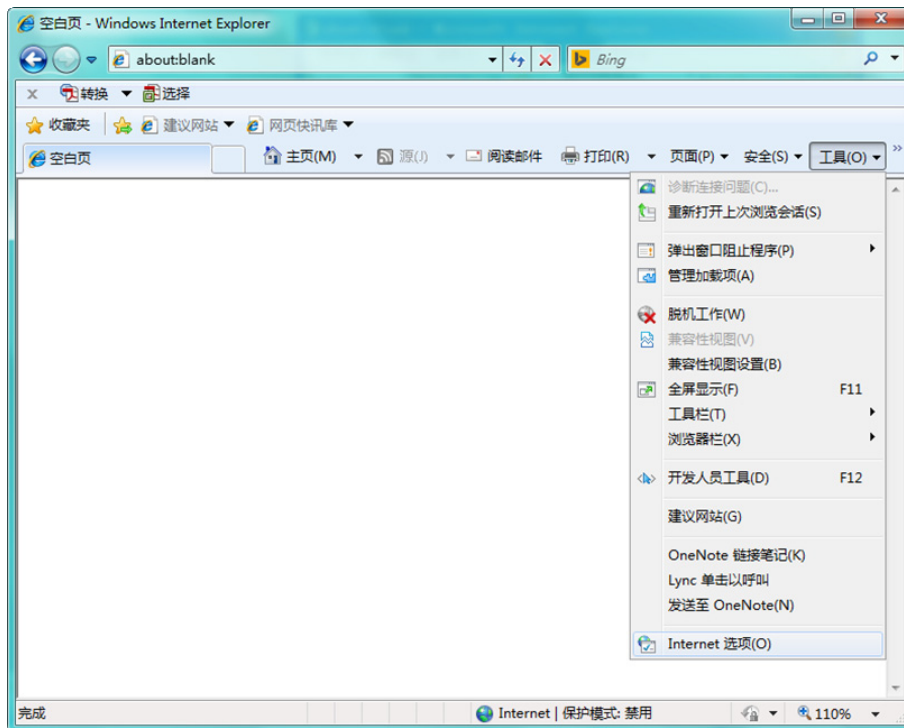 空白页 - Windows Internet Explorer
about:blank
Bing
x 转换 选择
收藏夹 建议网站 网页快讯库
空白页 主页(M) 源(J) 阅读邮件 打印(R) 页面(P) 安全(S) 工具(O) »
诊断连接问题(C)...
重新打开上次浏览会话(S)
弹出窗口阻止程序(P)
管理加载项(A)
脱机工作(W)
兼容性视图(V)
兼容性视图设置(B)
全屏显示(F) F11
工具栏(T)
浏览器栏(X)
开发人员工具(D) F12
建议网站(G)
OneNote 链接笔记(K)
Lync 单击以呼叫
发送至 OneNote(N)
Internet 选项(O)
完成 Internet | 保护模式: 禁用 110%